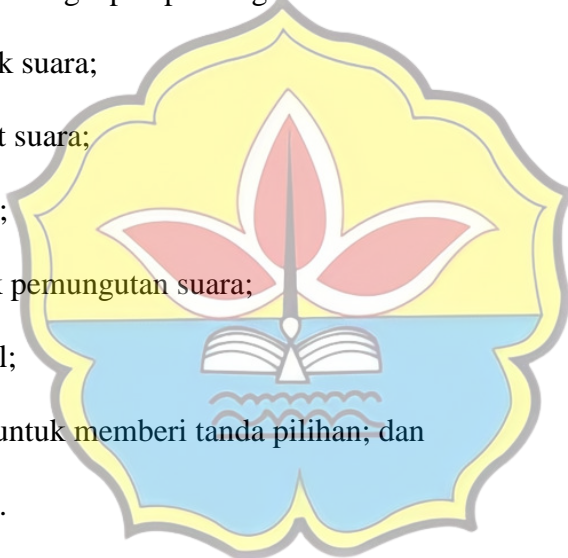 k suara;
t suara;
;
k pemungutan suara;
l;
untuk memberi tanda pilihan; dan
.